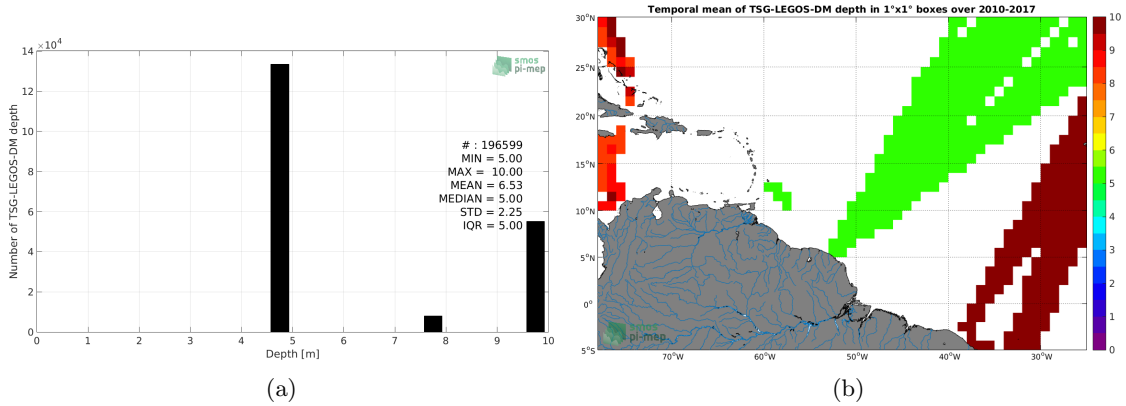 ×10⁴
14
12
10
8
6
4
2
0
Number of TSG-LEGOS-DM depth
smos
pi-mep
# : 196599
MIN = 5.00
MAX = 10.00
MEAN = 6.53
MEDIAN = 5.00
STD = 2.25
IQR = 5.00
0 1 2 3 4 5 6 7 8 9 10
Depth [m]
(a)
Temporal mean of TSG-LEGOS-DM depth in 1°x1° boxes over 2010-2017
30°N
25°N
20°N
15°N
10°N
5°N
0°
5°S
70°W 60°W 50°W 40°W 30°W
smos
pi-mep
10
9
8
7
6
5
4
3
2
1
0
(b)